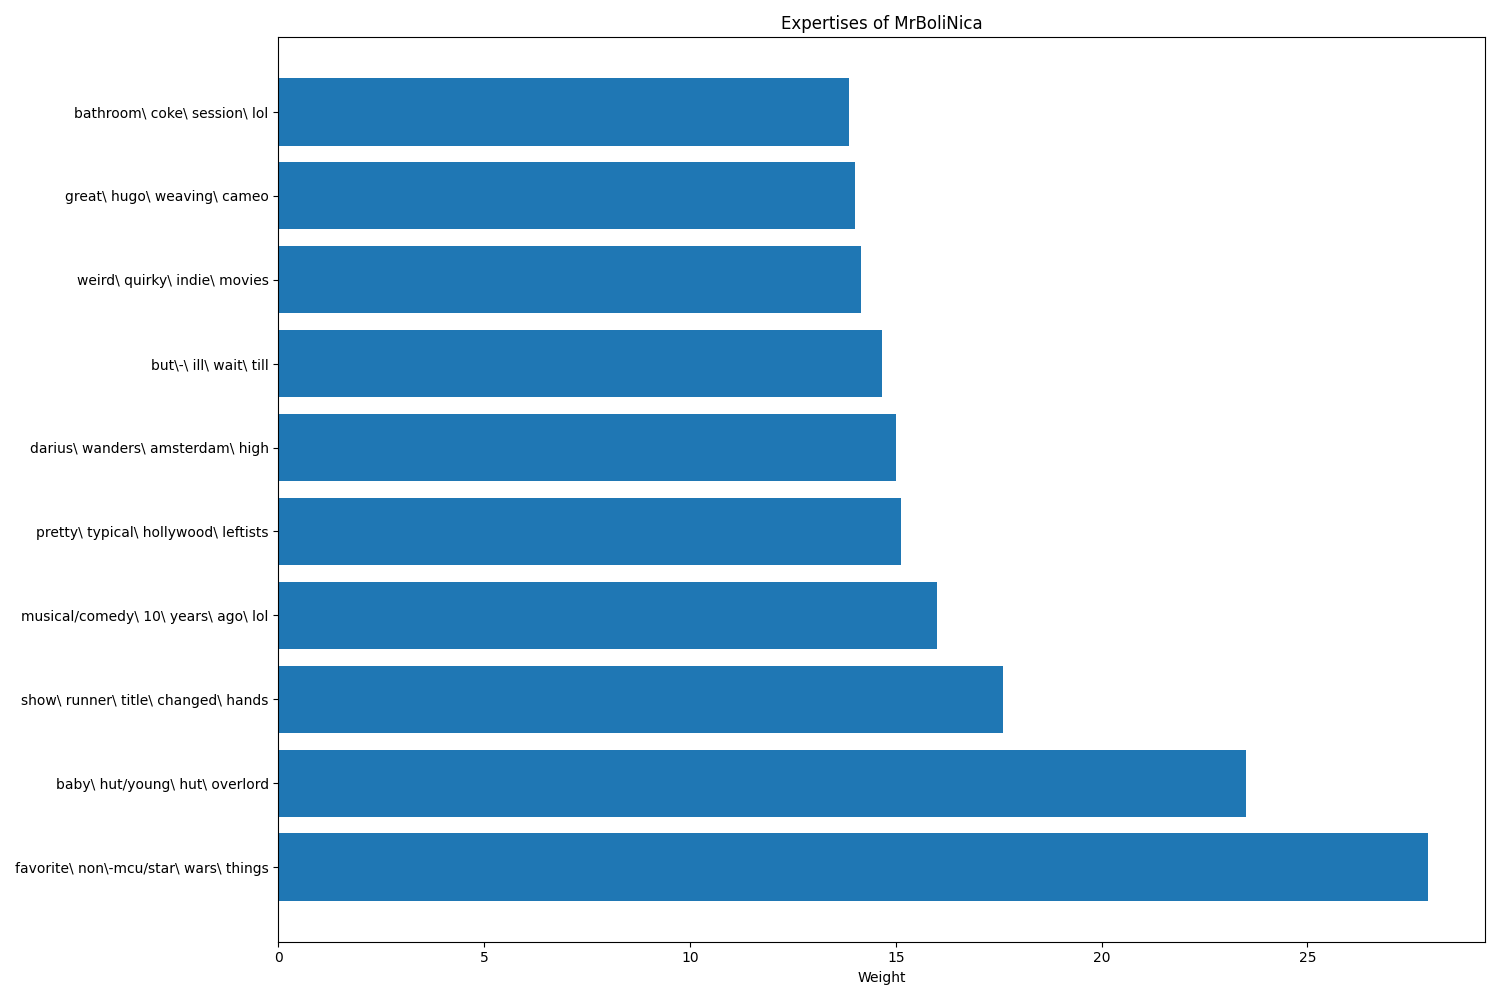 Expertises of MrBoliNica
bathroom\ coke\ session\ lol
great\ hugo\ weaving\ cameo
weird\ quirky\ indie\ movies
but\-\ ill\ wait\ till
darius\ wanders\ amsterdam\ high
pretty\ typical\ hollywood\ leftists
musical/comedy\ 10\ years\ ago\ lol
show\ runner\ title\ changed\ hands
baby\ hut/young\ hut\ overlord
favorite\ non\-mcu/star\ wars\ things
0 5 10 15 20 25
Weight